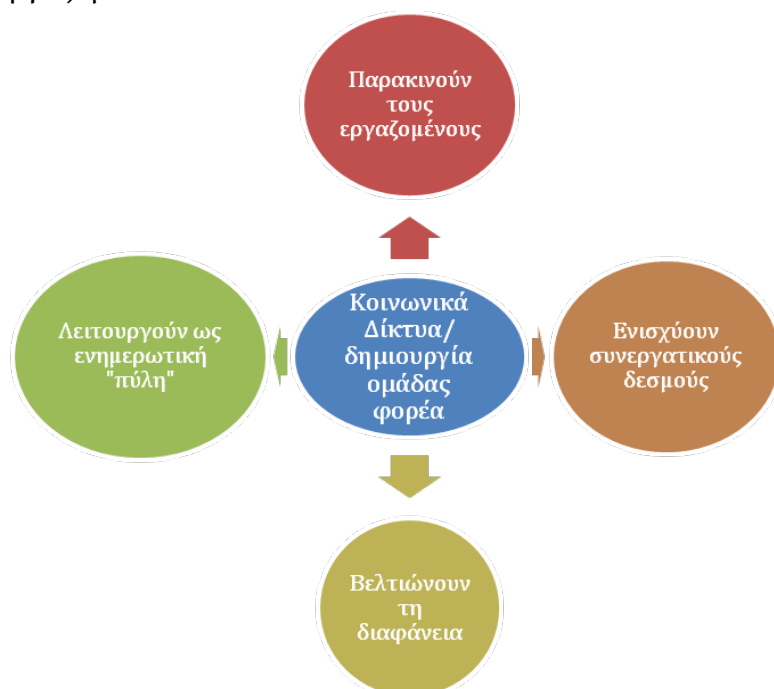 Παρακινούν
τους
εργαζομένους
Λειτουργούν ως
ενημερωτική
"πύλη"
Κοινωνικά
Δίκτυα/
δημιουργία
ομάδας
φορέα
Ενισχύουν
συνεργατικούς
δεσμούς
Βελτιώνουν
τη
διαφάνεια